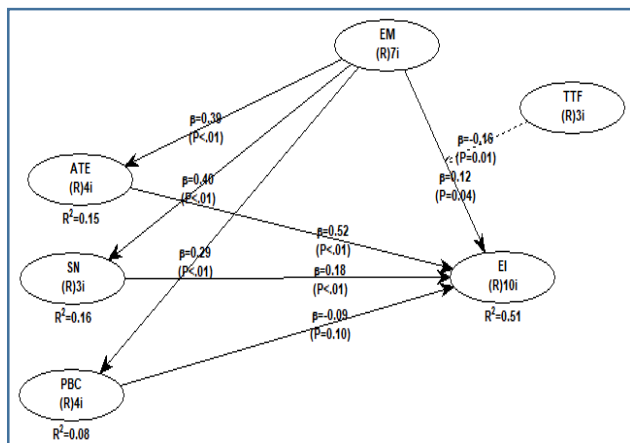 EM
(R)7i
TTF
(R)3i
β=0.39
(P<.01)
β=-0.16
(P=0.01)
β=0.12
(P=0.04)
ATE
(R)4i
R²=0.15
β=0.40
(P<.01)
β=0.52
(P<.01)
SN
(R)3i
R²=0.16
β=0.29
(P<.01)
β=0.18
(P<.01)
EI
(R)10i
R²=0.51
β=-0.09
(P=0.10)
PBC
(R)4i
R²=0.08